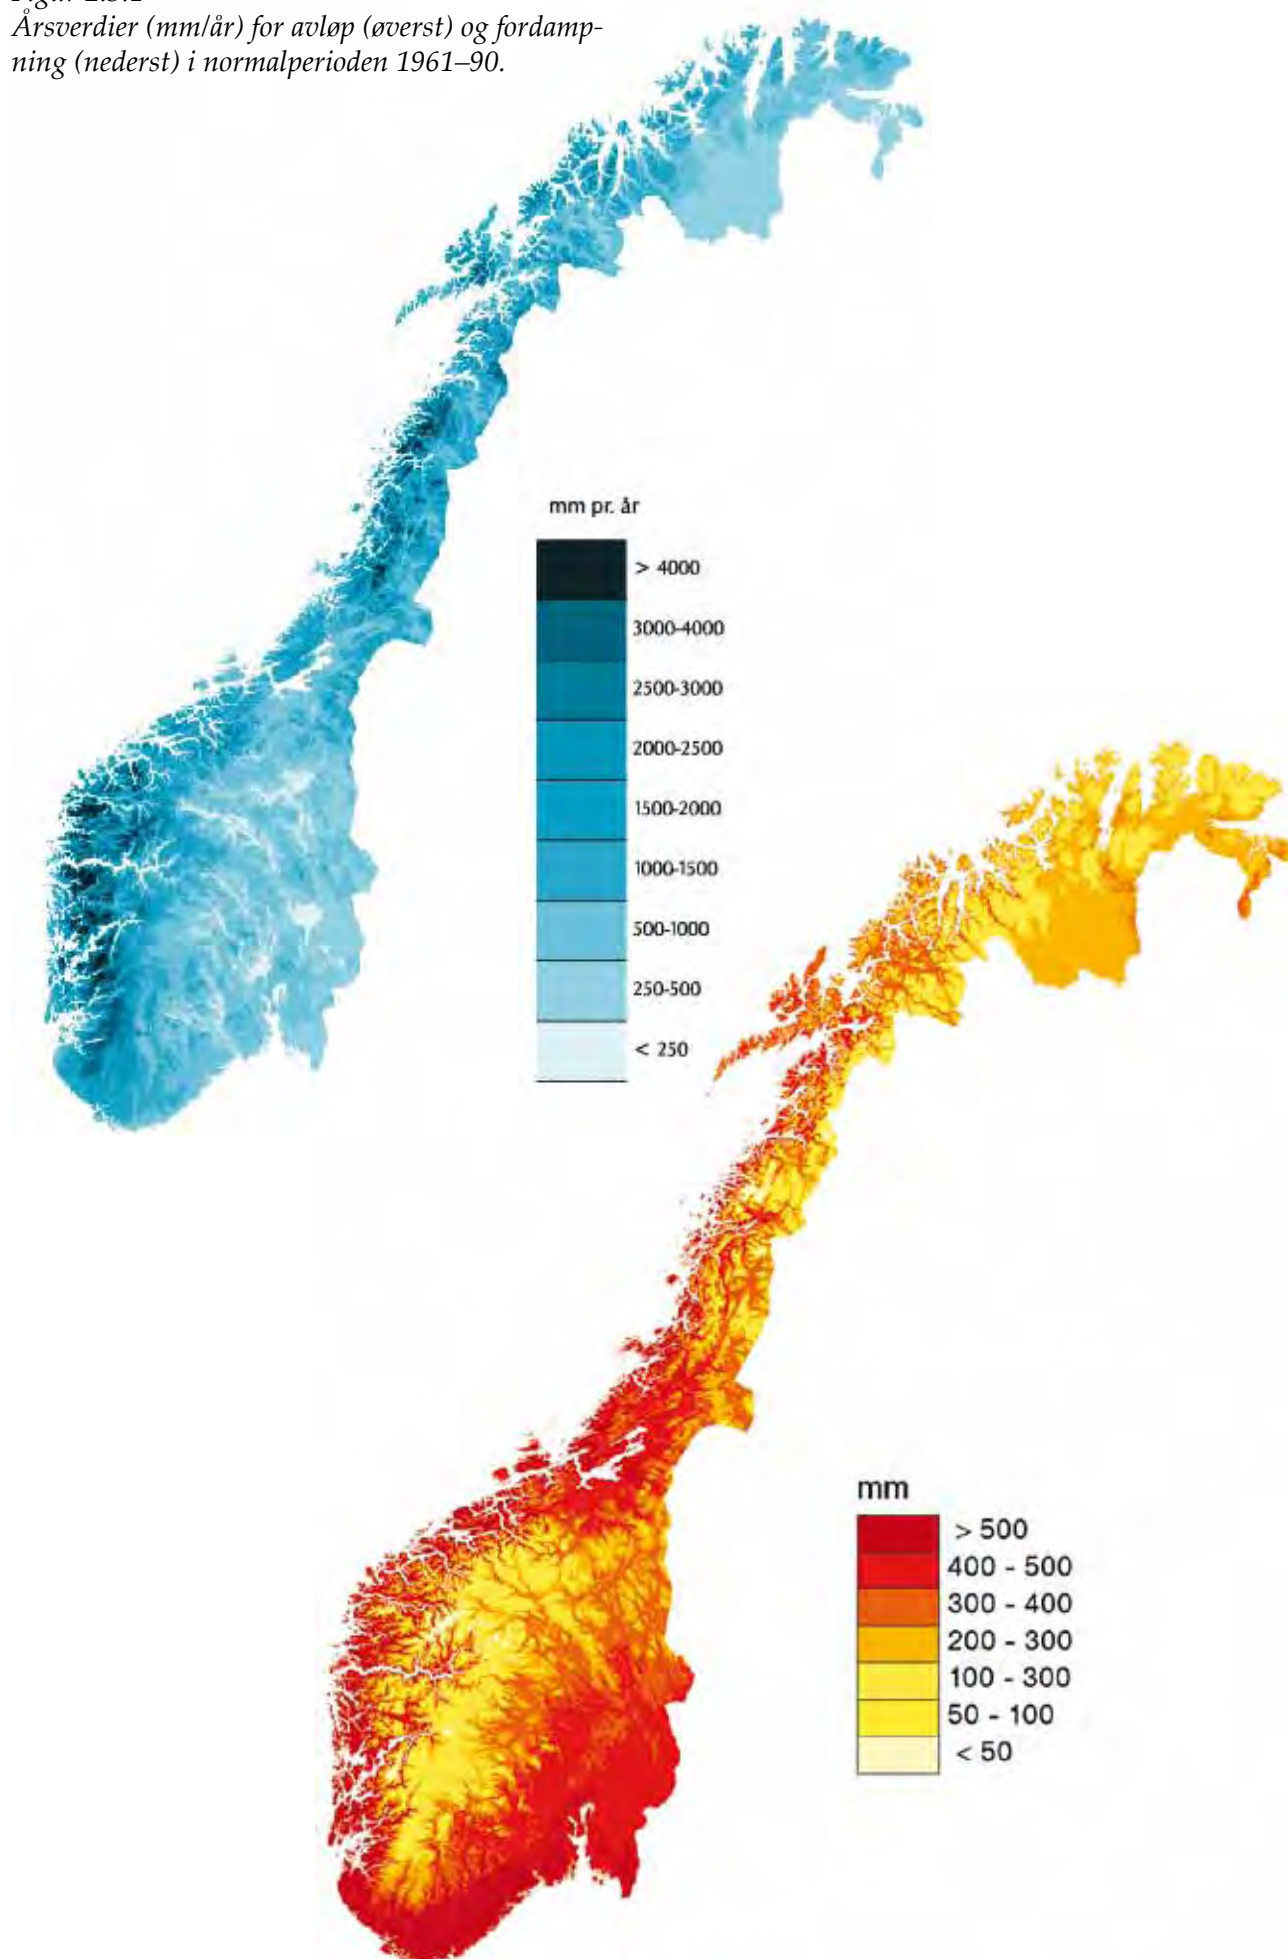 Årsverdier (mm/år) for avløp (øverst) og fordamp-
ning (nederst) i normalperioden 1961–90.
mm pr. år
> 4000
3000-4000
2500-3000
2000-2500
1500-2000
1000-1500
500-1000
250-500
< 250
mm
> 500
400 - 500
300 - 400
200 - 300
100 - 300
50 - 100
< 50